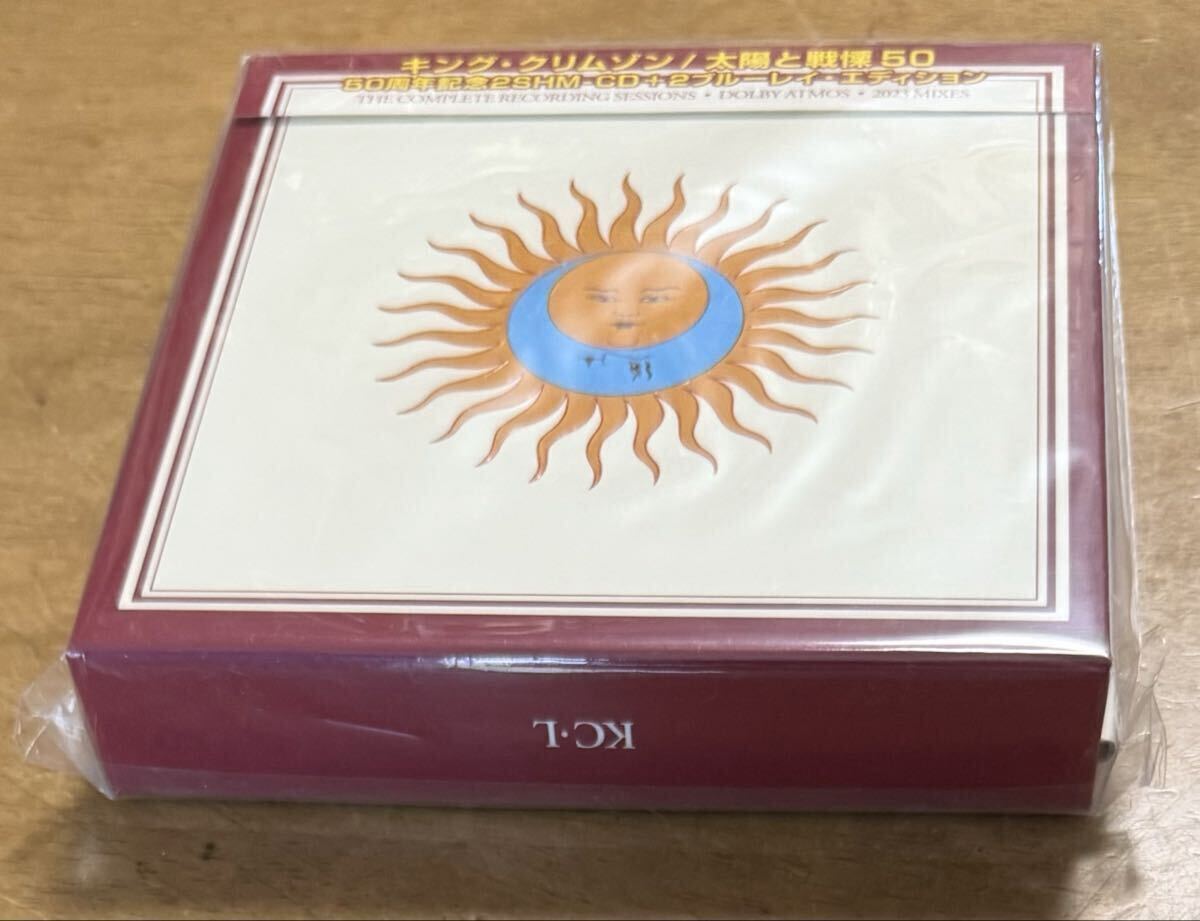 キング・クリムゾン/太陽と戦慄50
50周年記念2SHM-CD+2ブルーレイ・エディション
THE COMPLETE RECORDING SESSIONS • DOLBY ATMOS • 2023 MIXES
KC·L